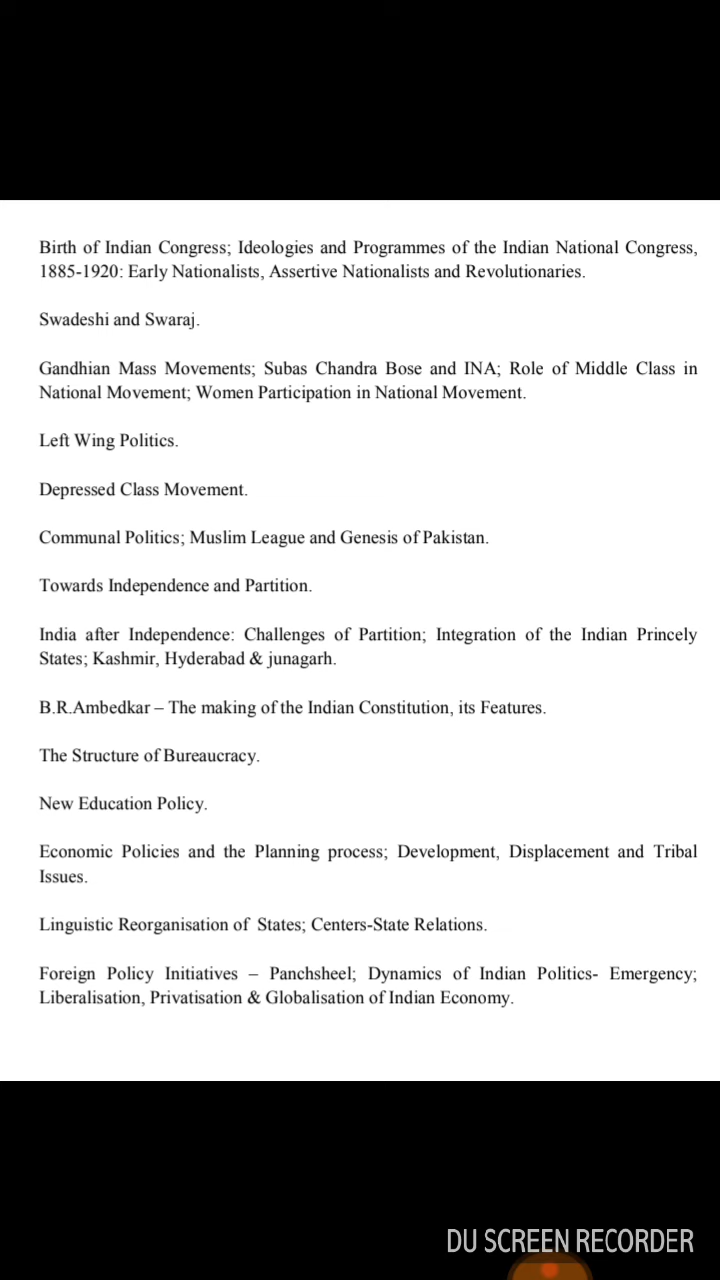 Birth of Indian Congress; Ideologies and Programmes of the Indian National Congress,
1885-1920: Early Nationalists, Assertive Nationalists and Revolutionaries.
Swadeshi and Swaraj.
Gandhian Mass Movements; Subas Chandra Bose and INA; Role of Middle Class in
National Movement; Women Participation in National Movement.
Left Wing Politics.
Depressed Class Movement.
Communal Politics; Muslim League and Genesis of Pakistan.
Towards Independence and Partition.
India after Independence: Challenges of Partition; Integration of the Indian Princely
States; Kashmir, Hyderabad & junagarh.
B.R.Ambedkar – The making of the Indian Constitution, its Features.
The Structure of Bureaucracy.
New Education Policy.
Economic Policies and the Planning process; Development, Displacement and Tribal
Issues.
Linguistic Reorganisation of States; Centers-State Relations.
Foreign Policy Initiatives – Panchsheel; Dynamics of Indian Politics- Emergency;
Liberalisation, Privatisation & Globalisation of Indian Economy.
DU SCREEN RECORDER